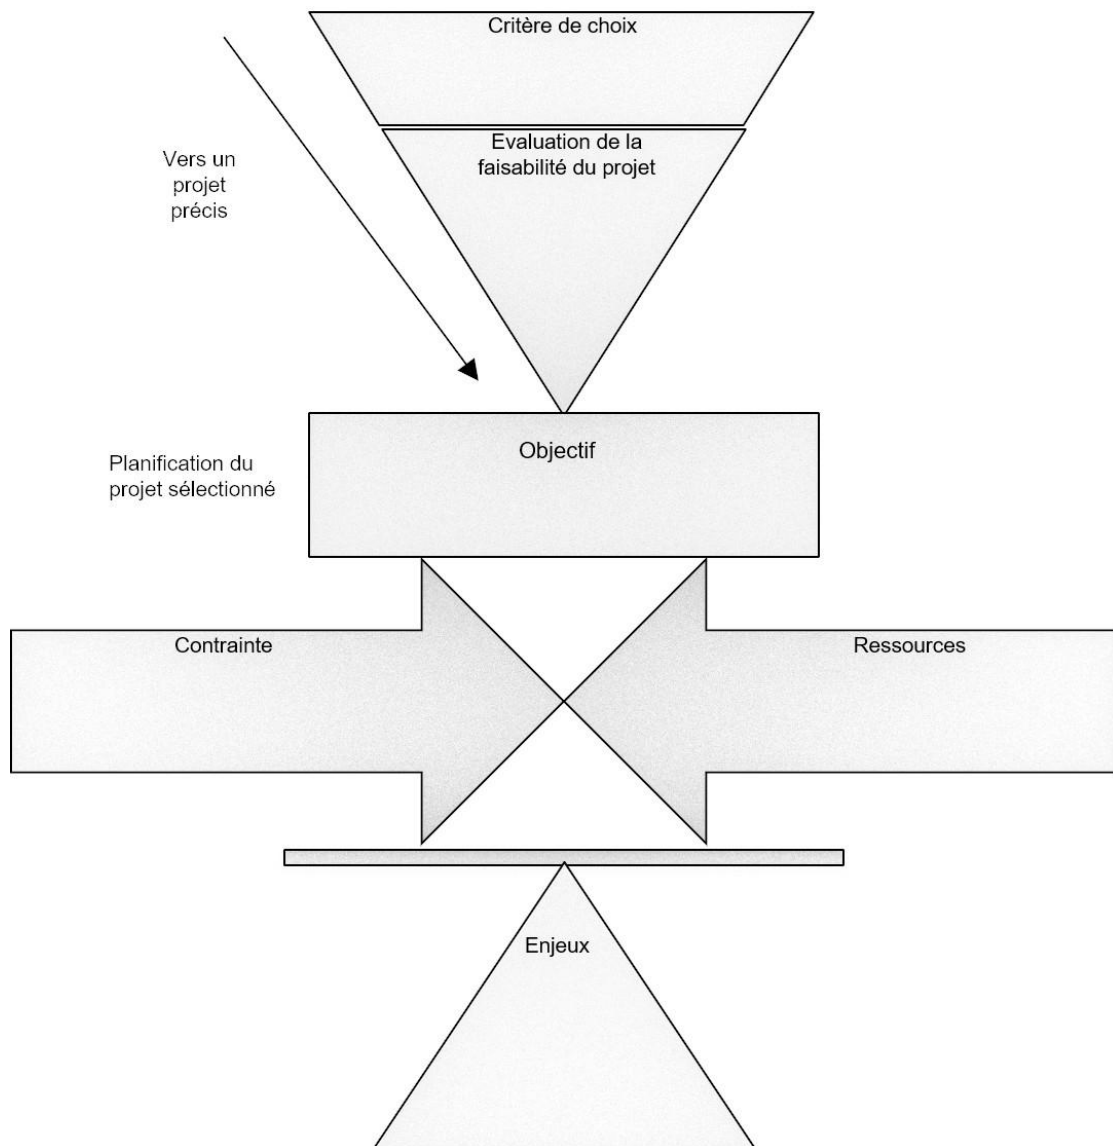 Critère de choix
Evaluation de la
faisabilité du projet
Vers un
projet
précis
Objectif
Planification du
projet sélectionné
Contrainte
Ressources
Enjeux